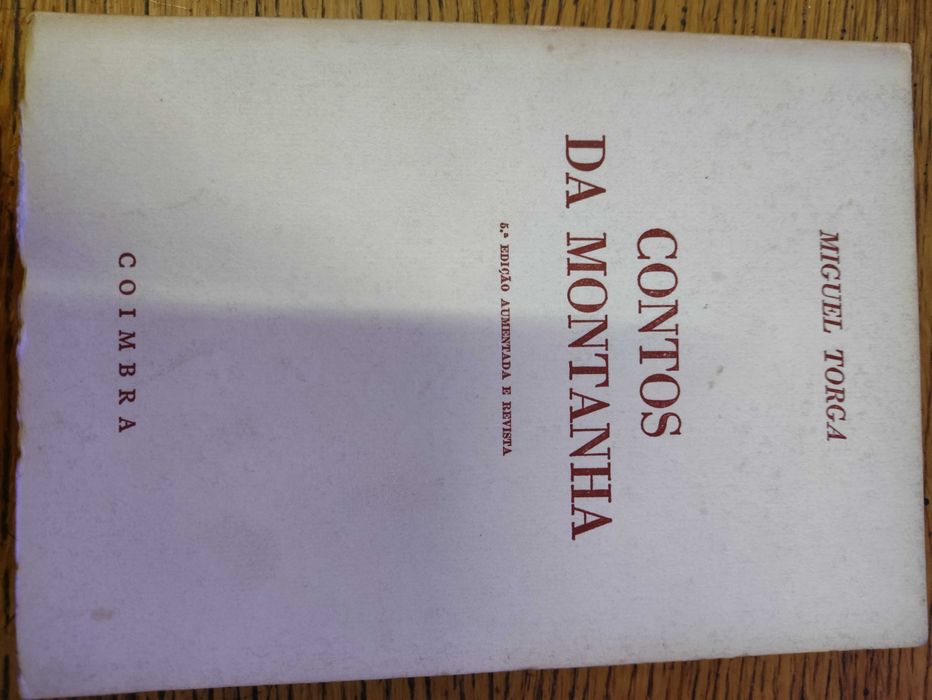 MIGUEL TORGA
CONTOS
DA MONTANHA
5.ª EDIÇÃO AUMENTADA E REVISTA
COIMBRA